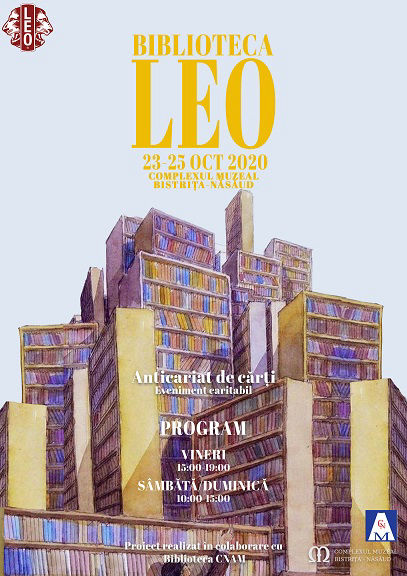 LEO
BIBLIOTECA
LEO
23-25 OCT 2020
COMPLEXUL MUZEAL
BISTRIȚA-NĂSĂUD
Anticariat de cărți
Eveniment caritabil
PROGRAM
VINERI
15:00-19:00
SÂMBĂTĂ/DUMINICĂ
10:00-15:00
Proiect realizat în colaborare cu
Biblioteca CNAM
COMPLEXUL MUZEAL
BISTRIȚA - NĂSĂUD